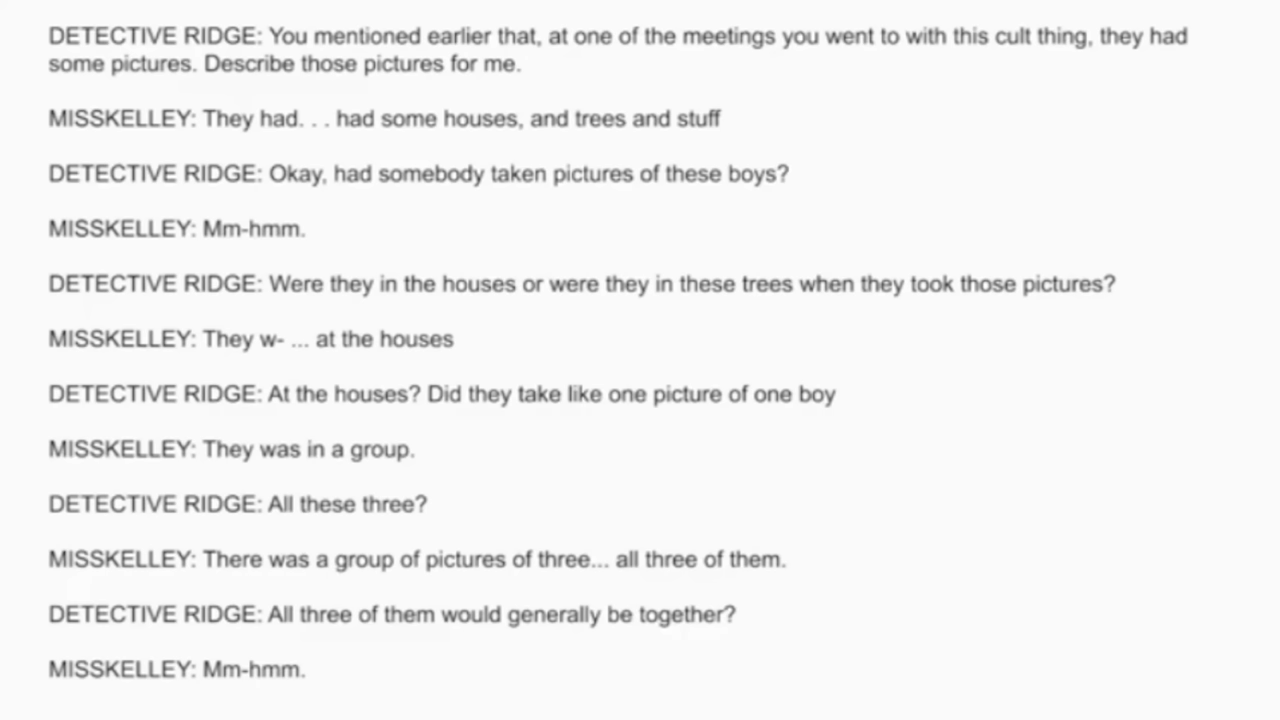 DETECTIVE RIDGE: You mentioned earlier that, at one of the meetings you went to with this cult thing, they had
some pictures. Describe those pictures for me.
MISSKELLEY: They had. . . had some houses, and trees and stuff
DETECTIVE RIDGE: Okay, had somebody taken pictures of these boys?
MISSKELLEY: Mm-hmm.
DETECTIVE RIDGE: Were they in the houses or were they in these trees when they took those pictures?
MISSKELLEY: They w- ... at the houses
DETECTIVE RIDGE: At the houses? Did they take like one picture of one boy
MISSKELLEY: They was in a group.
DETECTIVE RIDGE: All these three?
MISSKELLEY: There was a group of pictures of three... all three of them.
DETECTIVE RIDGE: All three of them would generally be together?
MISSKELLEY: Mm-hmm.